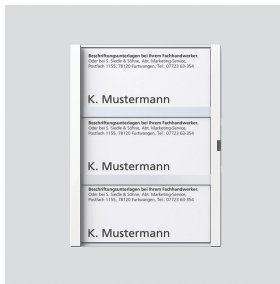 Beschriftungsunterlagen bei Ihrem Fachhandwerker.
Oder bei S. Siedle & Söhne, Abt. Marketing-Service,
Postfach 1155, 78120 Furtwangen, Tel.: 07723 63-354
K. Mustermann
Beschriftungsunterlagen bei Ihrem Fachhandwerker.
Oder bei S. Siedle & Söhne, Abt. Marketing-Service,
Postfach 1155, 78120 Furtwangen, Tel.: 07723 63-354
K. Mustermann
Beschriftungsunterlagen bei Ihrem Fachhandwerker.
Oder bei S. Siedle & Söhne, Abt. Marketing-Service,
Postfach 1155, 78120 Furtwangen, Tel.: 07723 63-354
K. Mustermann